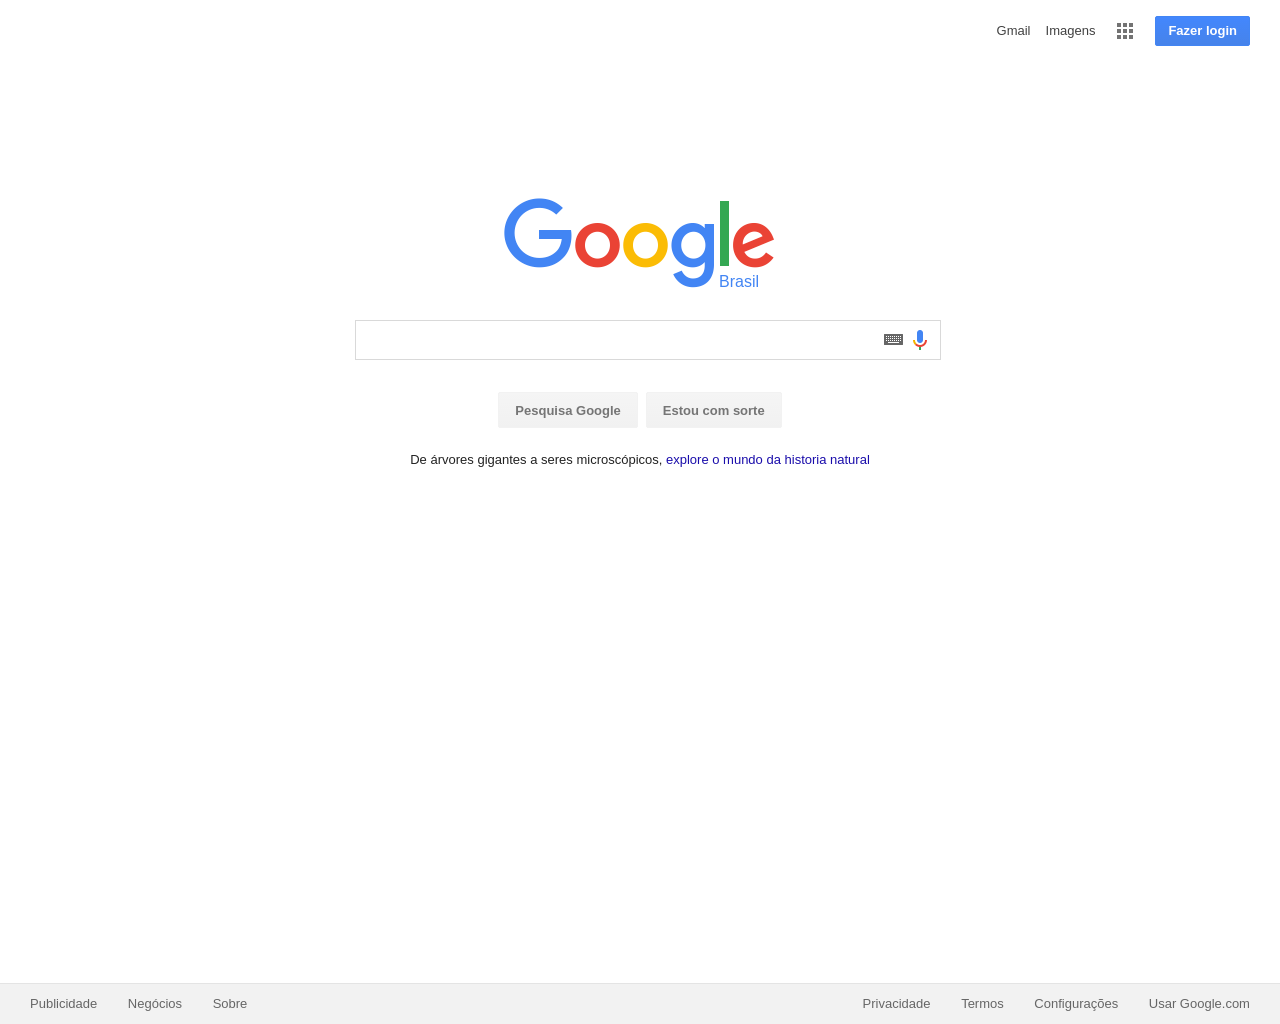 Gmail Imagens Fazer login
Google
Brasil
Pesquisa Google Estou com sorte
De árvores gigantes a seres microscópicos, explore o mundo da historia natural
Publicidade Negócios Sobre Privacidade Termos Configurações Usar Google.com